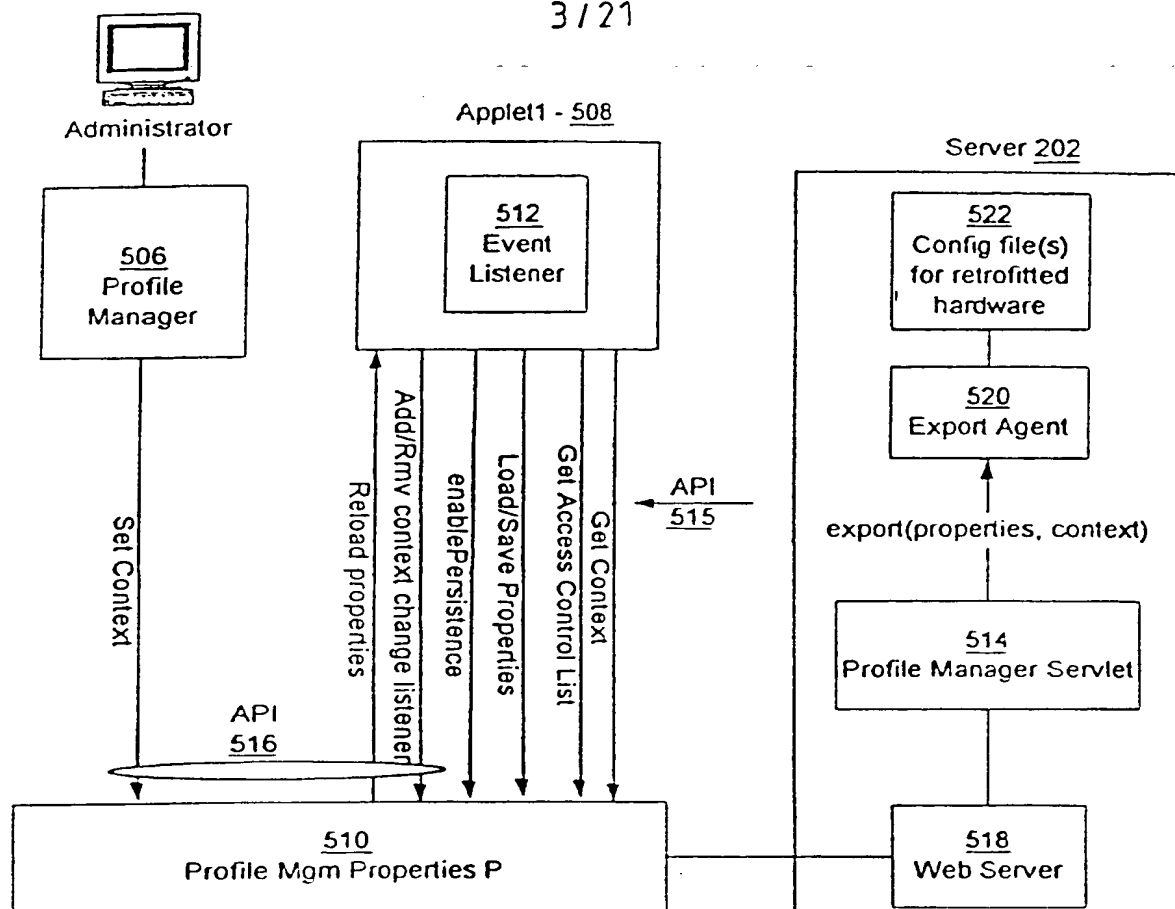 3/21
Administrator
Applet1 - 508
Server 202
506
Profile
Manager
512
Event
Listener
522
Config file(s)
for retrofitted
hardware
520
Export Agent
Set Context
Reload properties
Add/Rmv context change listener
enablePersistence
Load/Save Properties
Get Access Control List
Get Context
API
515
export(properties, context)
514
Profile Manager Servlet
API
516
510
Profile Mgm Properties P
518
Web Server